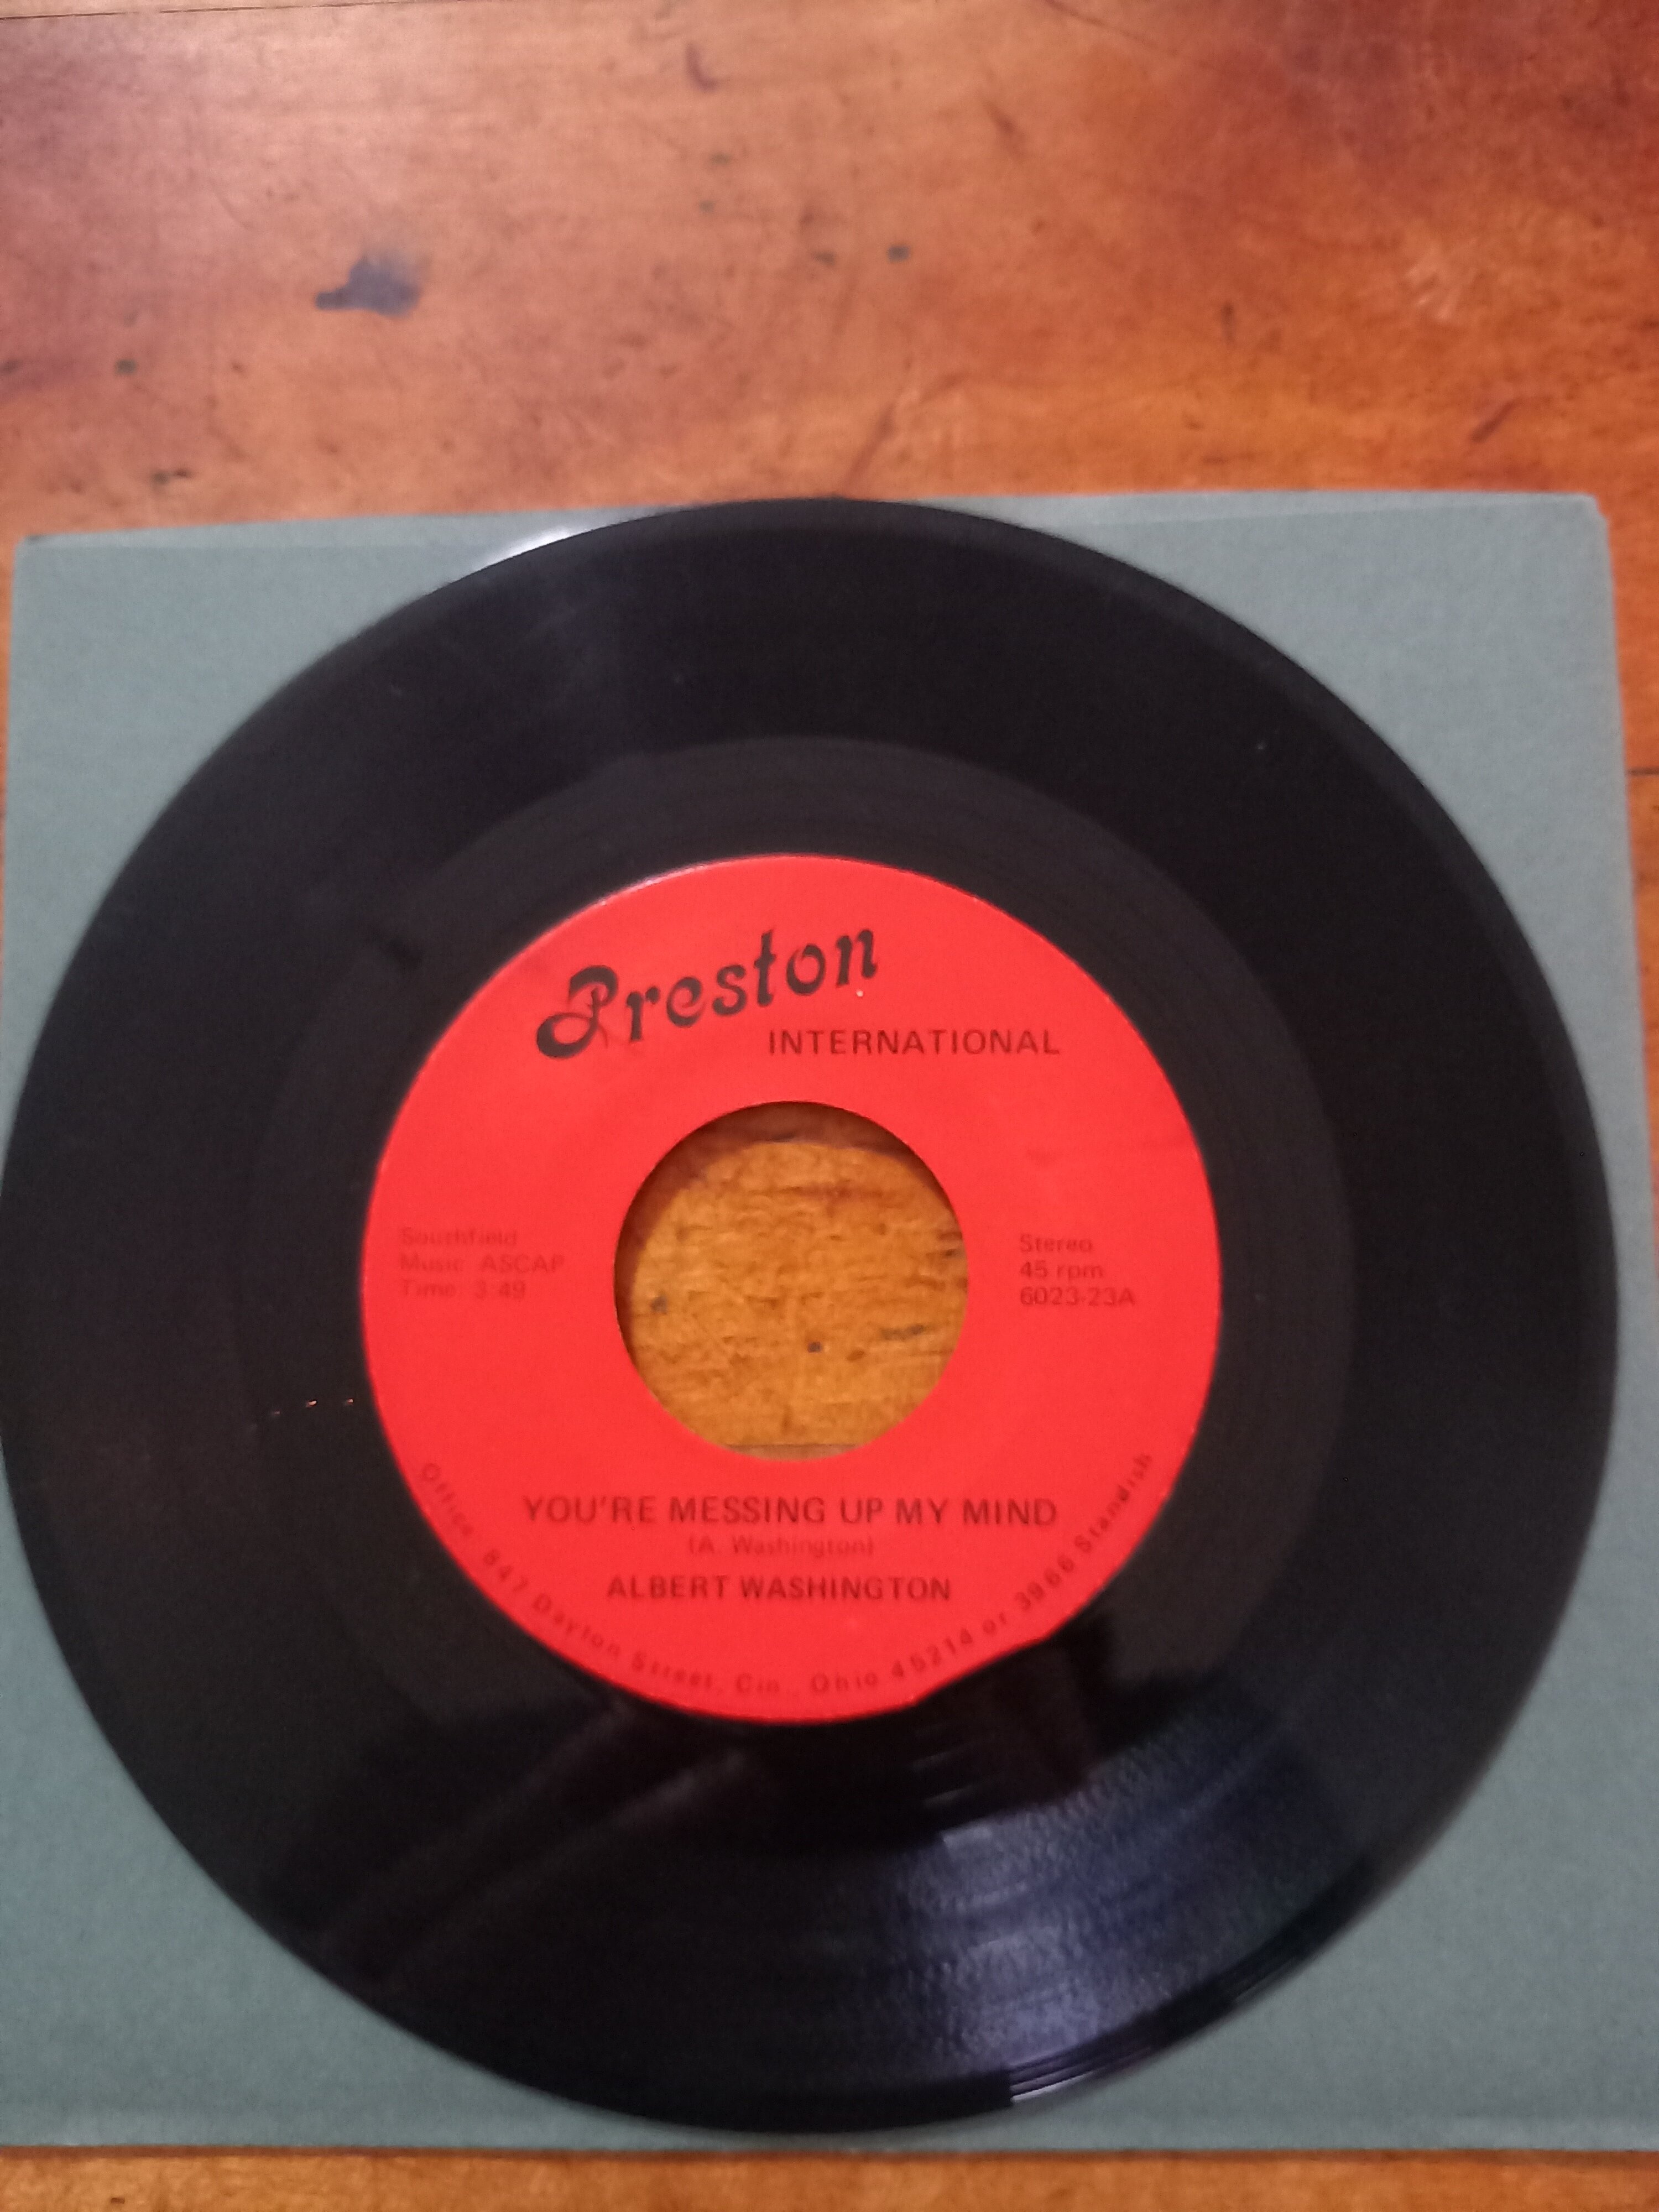 Preston
INTERNATIONAL
Southfield
Music ASCAP
Time: 3:49
Stereo
45 rpm
6023-23A
YOU'RE MESSING UP MY MIND
(A. Washington)
ALBERT WASHINGTON
Office 847 Dayton Street, Cin., Ohio 45214 or 3966 Standish